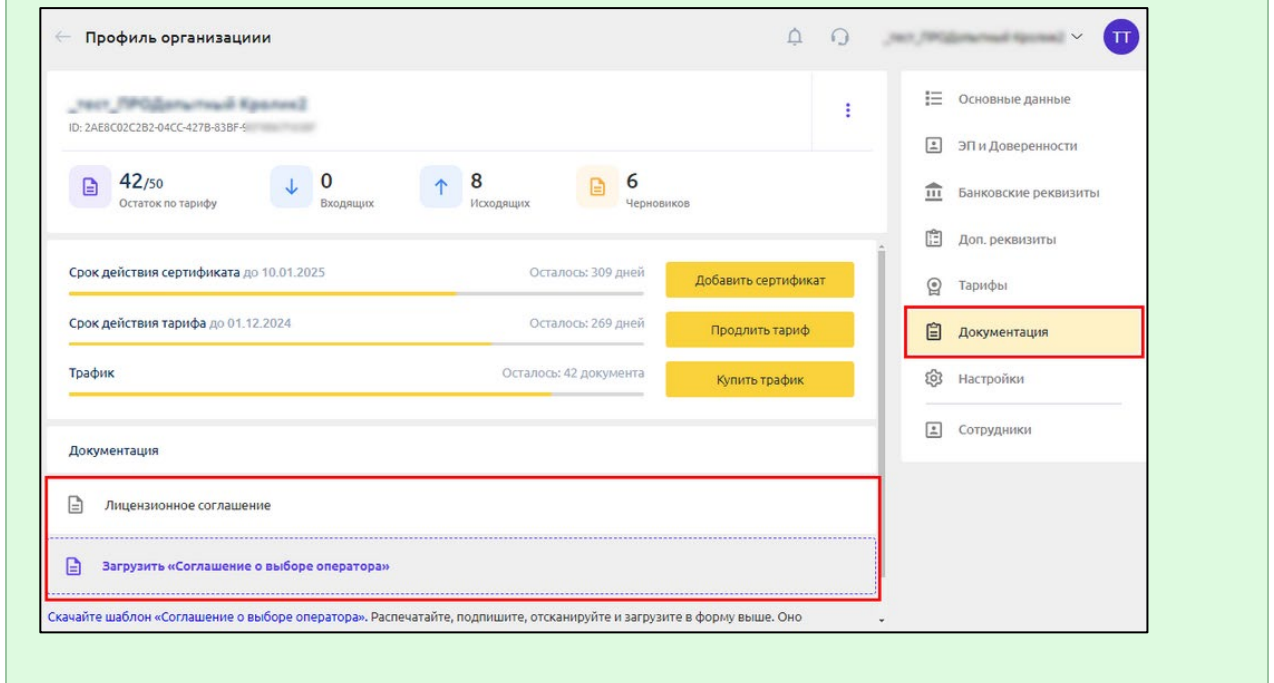 Профиль организациии
ТТ
ID: 2AE8C02C2B2-04CC-427B-83BF-
42/50
Остаток по тарифу
0
Входящих
8
Исходящих
6
Черновиков
Срок действия сертификата до 10.01.2025
Осталось: 309 дней
Добавить сертификат
Срок действия тарифа до 01.12.2024
Осталось: 269 дней
Продлить тариф
Трафик
Осталось: 42 документа
Купить трафик
Документация
Лицензионное соглашение
Загрузить «Соглашение о выборе оператора»
Скачайте шаблон «Соглашение о выборе оператора». Распечатайте, подпишите, отсканируйте и загрузите в форму выше. Оно
Основные данные
ЭП и Доверенности
Банковские реквизиты
Доп. реквизиты
Тарифы
Документация
Настройки
Сотрудники